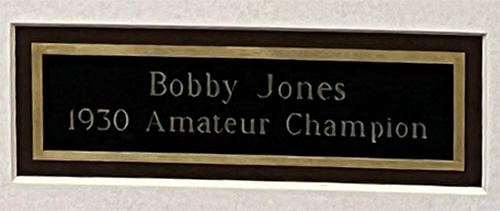 Bobby Jones
1930 Amateur Champion